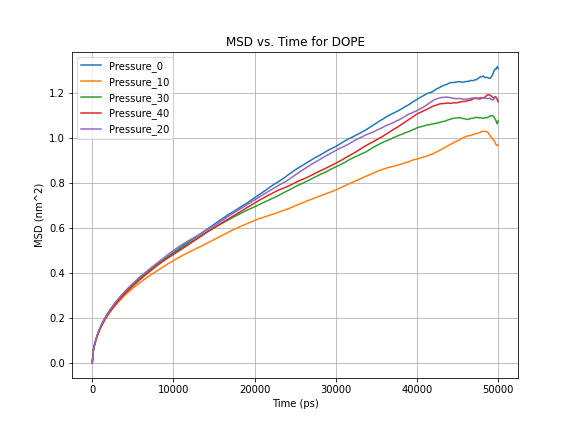 MSD vs. Time for DOPE
Pressure_0
Pressure_10
Pressure_30
Pressure_40
Pressure_20
MSD (nm^2)
1.2
1.0
0.8
0.6
0.4
0.2
0.0
0 10000 20000 30000 40000 50000
Time (ps)